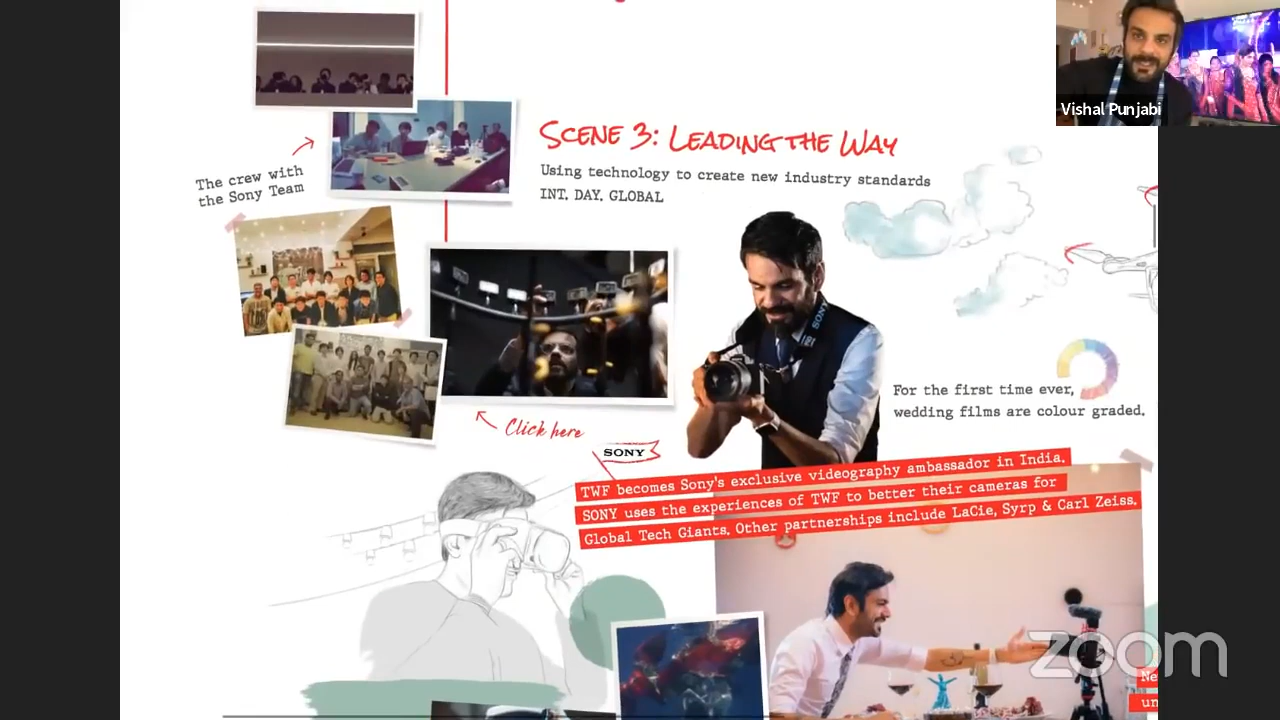 Vishal Punjabi
SCENE 3: LEADING THE WAY
Using technology to create new industry standards
INT. DAY. GLOBAL
The crew with
the Sony Team
SONY
For the first time ever,
wedding films are colour graded.
Click here
SONY
TWF becomes Sony's exclusive videography ambassador in India.
SONY uses the experiences of TWF to better their cameras for
Global Tech Giants. Other partnerships include LaCie, Syrp & Carl Zeiss.
zoom
Ne
un